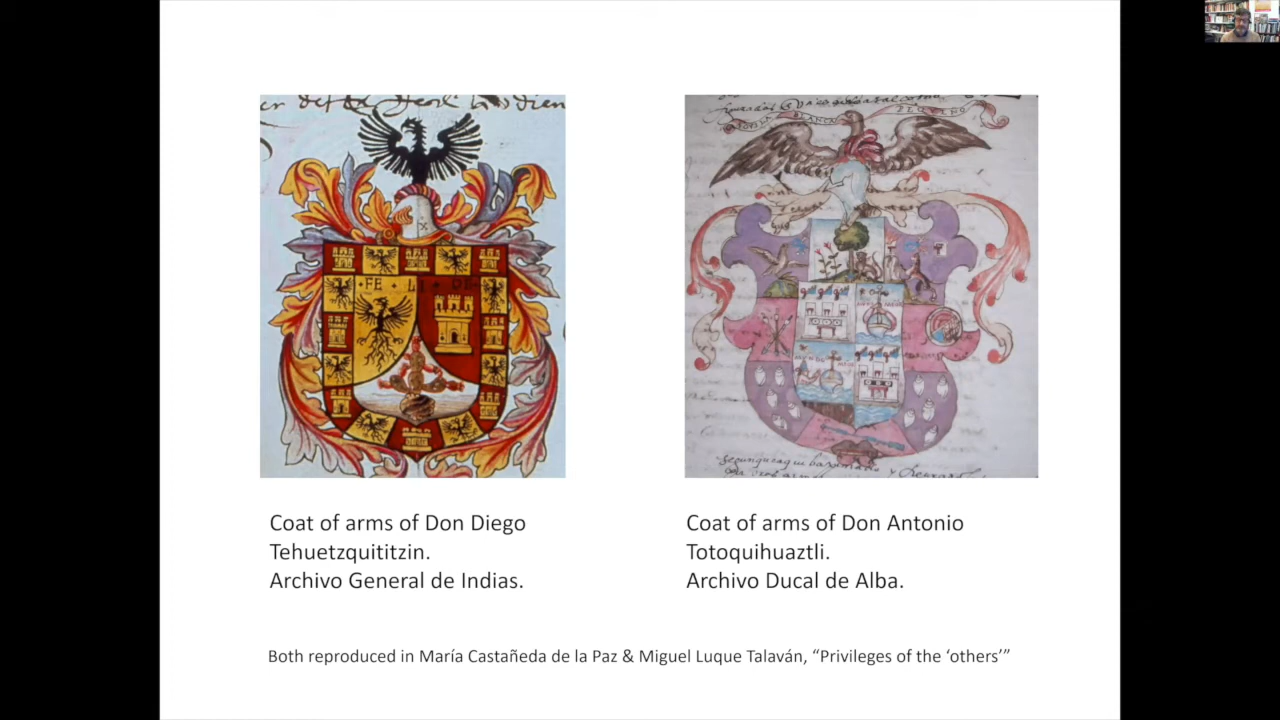 FE
Coat of arms of Don Diego
Tehuetzquititzin.
Archivo General de Indias.
Coat of arms of Don Antonio
Totoquihuaztli.
Archivo Ducal de Alba.
Both reproduced in María Castañeda de la Paz & Miguel Luque Talaván, “Privileges of the ‘others’”